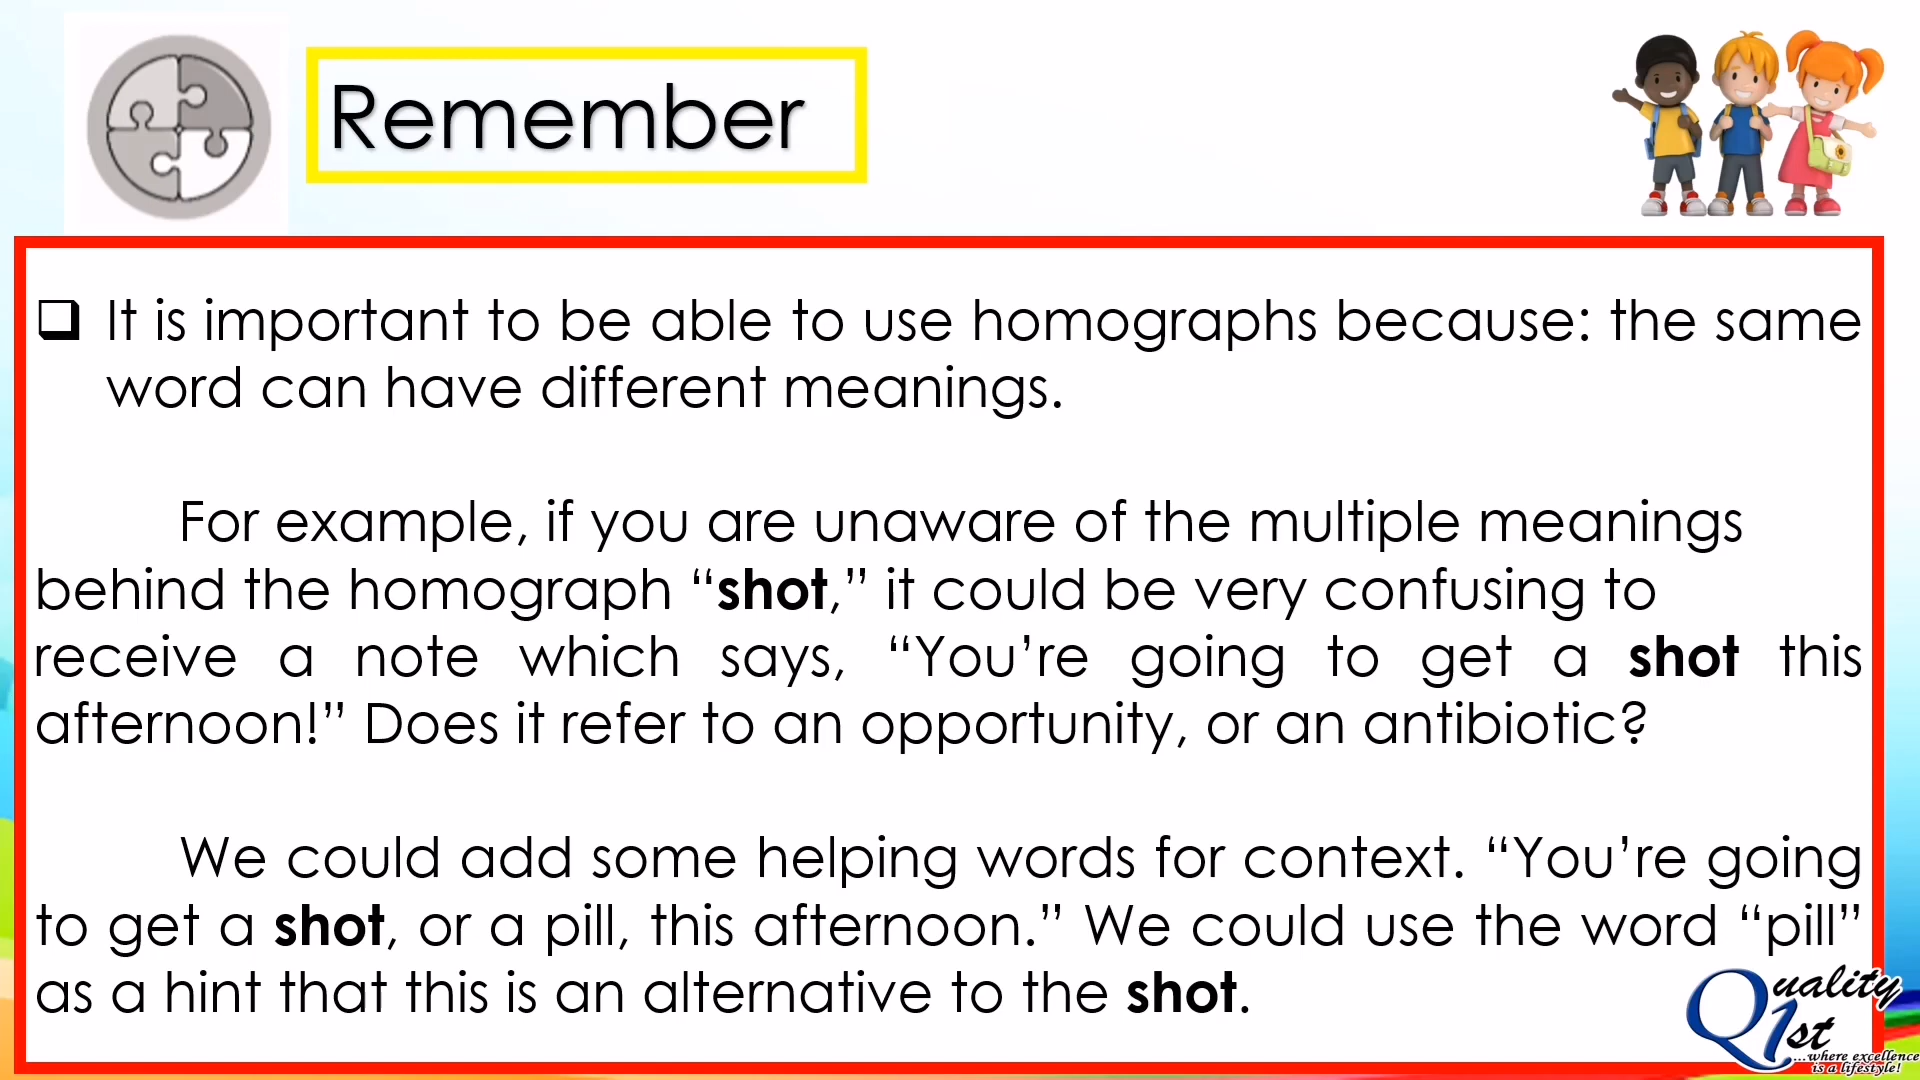 Remember
❑ It is important to be able to use homographs because: the same
word can have different meanings.
For example, if you are unaware of the multiple meanings
behind the homograph “shot,” it could be very confusing to
receive a note which says, “You’re going to get a shot this
afternoon!” Does it refer to an opportunity, or an antibiotic?
We could add some helping words for context. “You’re going
to get a shot, or a pill, this afternoon.” We could use the word “pill”
as a hint that this is an alternative to the shot.
Quality
1st
...where excellence
is a lifestyle!